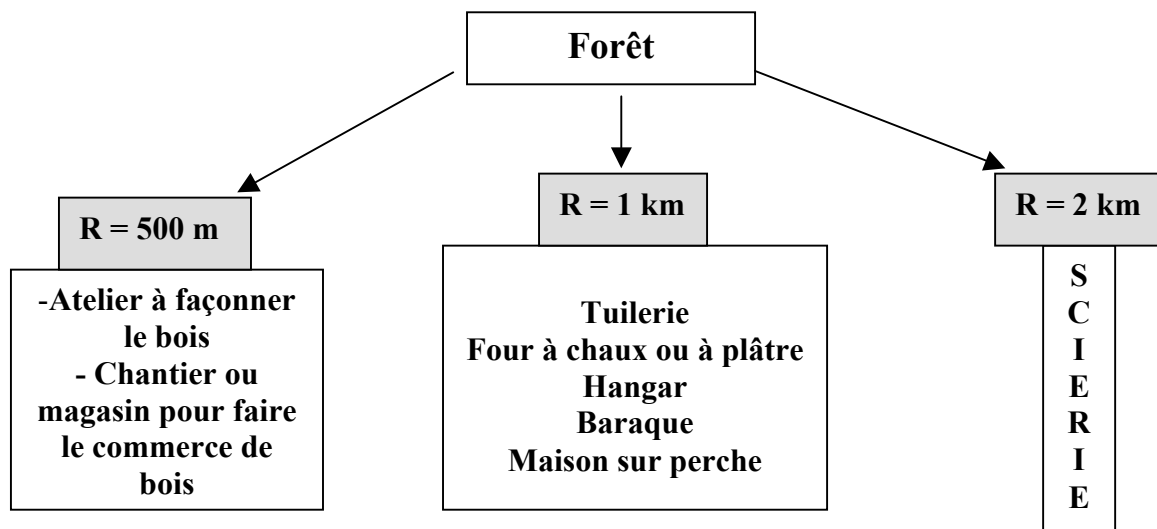 Forêt
R = 500 m
-Atelier à façonner
le bois
- Chantier ou
magasin pour faire
le commerce de
bois
R = 1 km
Tuilerie
Four à chaux ou à plâtre
Hangar
Baraque
Maison sur perche
R = 2 km
S
C
I
E
R
I
E